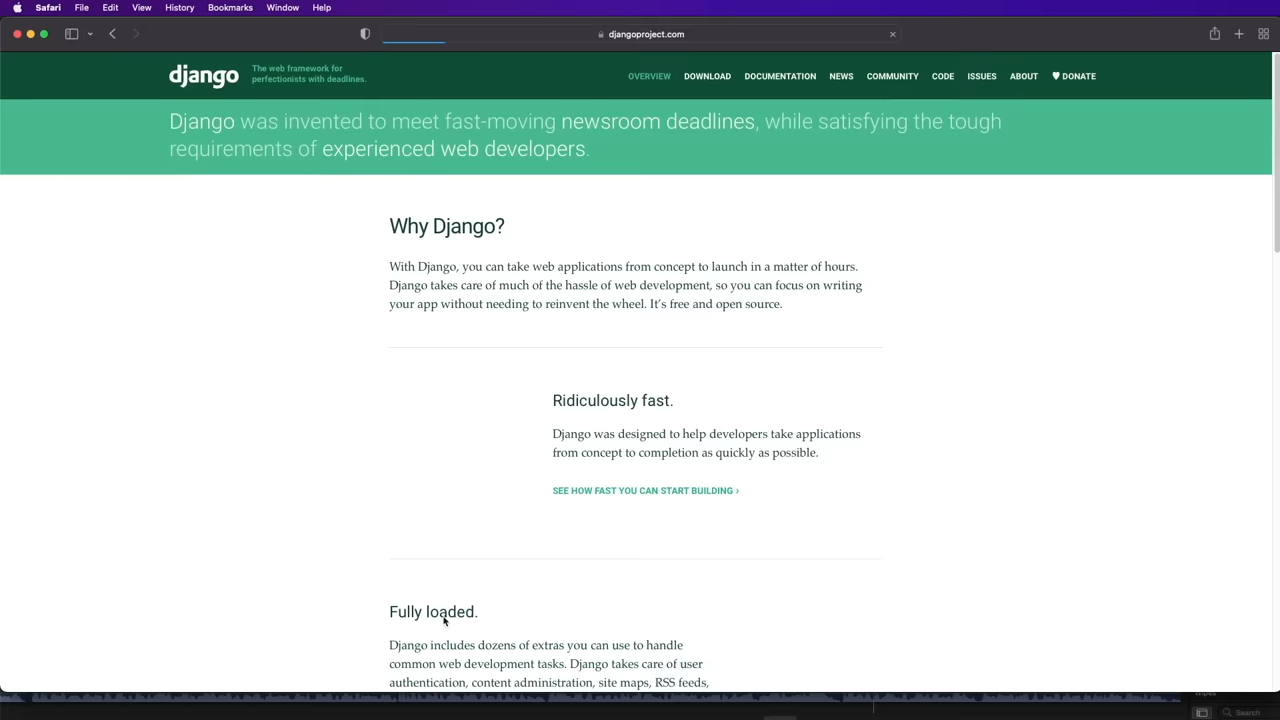 Safari File Edit View History Bookmarks Window Help
djangoproject.com
django
The web framework for
perfectionists with deadlines.
OVERVIEW DOWNLOAD DOCUMENTATION NEWS COMMUNITY CODE ISSUES ABOUT ♥ DONATE
Django was invented to meet fast-moving newsroom deadlines, while satisfying the tough
requirements of experienced web developers.
Why Django?
With Django, you can take web applications from concept to launch in a matter of hours.
Django takes care of much of the hassle of web development, so you can focus on writing
your app without needing to reinvent the wheel. It’s free and open source.
Ridiculously fast.
Django was designed to help developers take applications
from concept to completion as quickly as possible.
SEE HOW FAST YOU CAN START BUILDING ›
Fully loaded.
Django includes dozens of extras you can use to handle
common web development tasks. Django takes care of user
authentication, content administration, site maps, RSS feeds,
Search